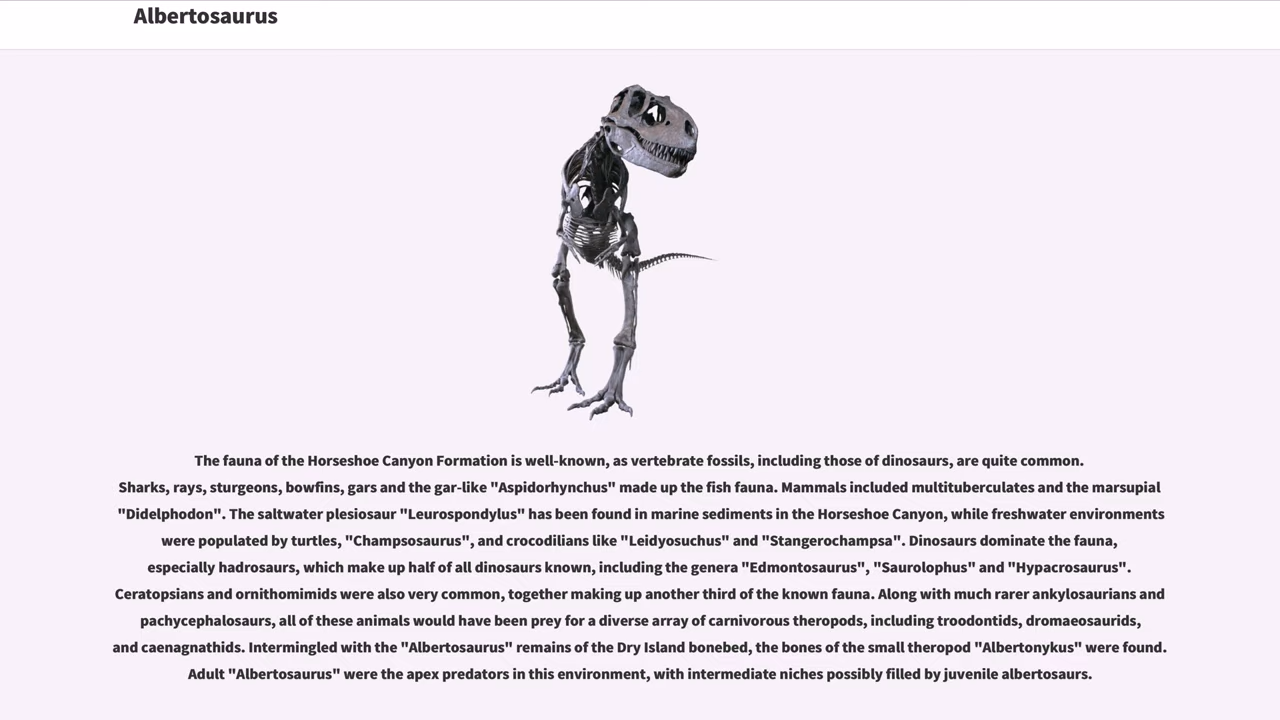 Albertosaurus
The fauna of the Horseshoe Canyon Formation is well-known, as vertebrate fossils, including those of dinosaurs, are quite common.
Sharks, rays, sturgeons, bowfins, gars and the gar-like "Aspidorhynchus" made up the fish fauna. Mammals included multituberculates and the marsupial
"Didelphodon". The saltwater plesiosaur "Leurospondylus" has been found in marine sediments in the Horseshoe Canyon, while freshwater environments
were populated by turtles, "Champsosaurus", and crocodilians like "Leidyosuchus" and "Stangerochampsa". Dinosaurs dominate the fauna,
especially hadrosaurs, which make up half of all dinosaurs known, including the genera "Edmontosaurus", "Saurolophus" and "Hypacrosaurus".
Ceratopsians and ornithomimids were also very common, together making up another third of the known fauna. Along with much rarer ankylosaurians and
pachycephalosaurs, all of these animals would have been prey for a diverse array of carnivorous theropods, including troodontids, dromaeosaurids,
and caenagnathids. Intermingled with the "Albertosaurus" remains of the Dry Island bonebed, the bones of the small theropod "Albertonykus" were found.
Adult "Albertosaurus" were the apex predators in this environment, with intermediate niches possibly filled by juvenile albertosaurs.